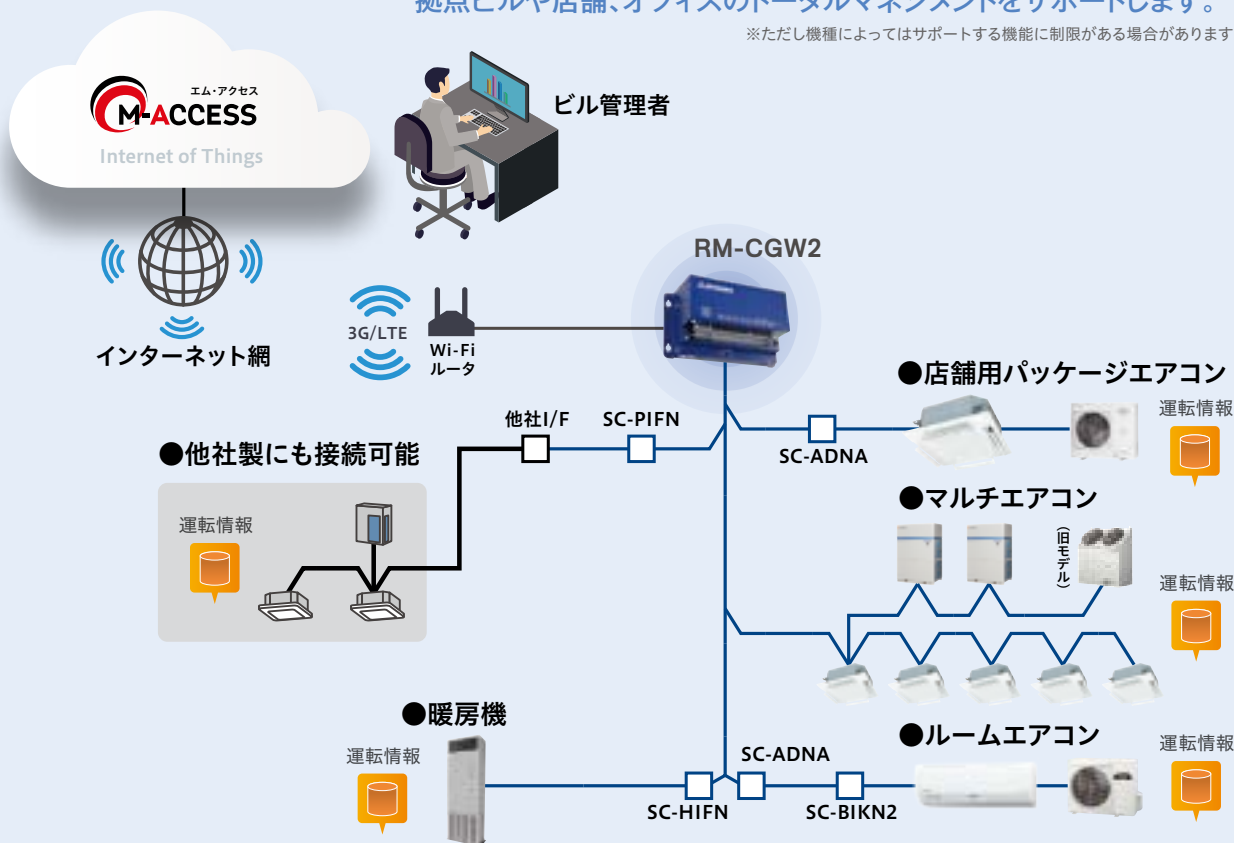 拠点ビルや店舗、オフィスのトータルマネジメントをサポートします。
※ただし機種によってはサポートする機能に制限がある場合があります
エム・アクセス
M-ACCESS
Internet of Things
ビル管理者
インターネット網
3G/LTE
Wi-Fi
ルータ
RM-CGW2
●店舗用パッケージエアコン
運転情報
SC-ADNA
他社I/F
SC-PIFN
●他社製にも接続可能
運転情報
●マルチエアコン
（旧モデル）
運転情報
●暖房機
運転情報
SC-HIFN
SC-ADNA
SC-BIKN2
●ルームエアコン
運転情報